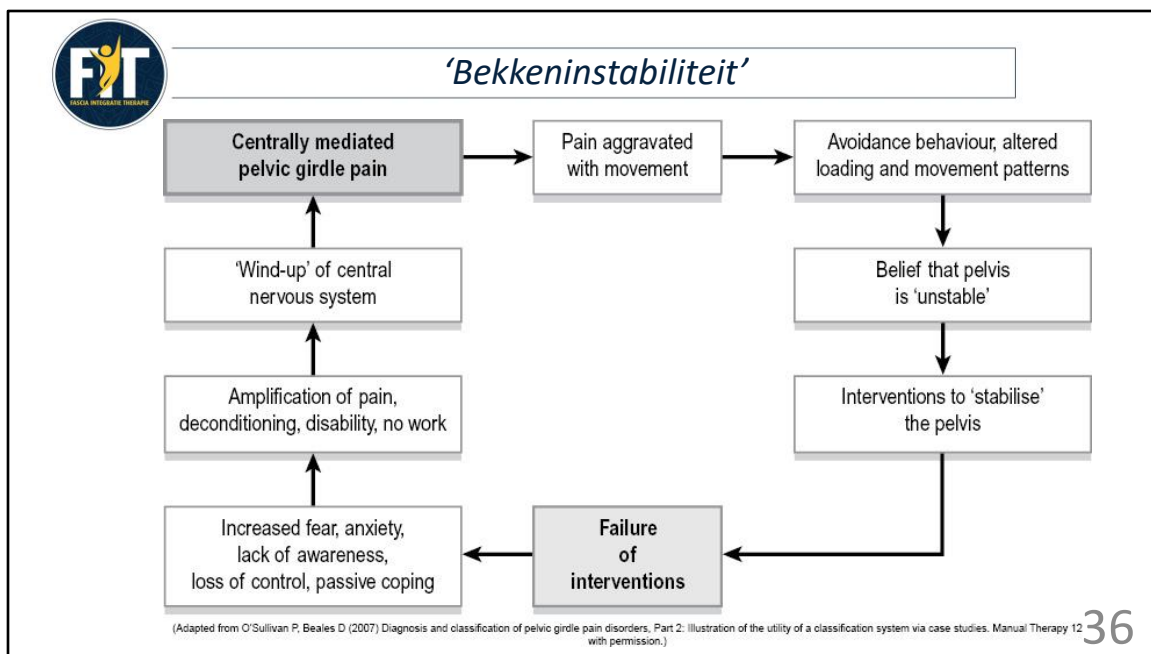 FIT
FASCIA INTEGRATIE THERAPIE
‘Bekkeninstabiliteit’
Centrally mediated
pelvic girdle pain
Pain aggravated
with movement
Avoidance behaviour, altered
loading and movement patterns
Belief that pelvis
is ‘unstable’
Interventions to ‘stabilise’
the pelvis
Failure
of
interventions
Increased fear, anxiety,
lack of awareness,
loss of control, passive coping
Amplification of pain,
deconditioning, disability, no work
‘Wind-up’ of central
nervous system
(Adapted from O'Sullivan P, Beales D (2007) Diagnosis and classification of pelvic girdle pain disorders, Part 2: Illustration of the utility of a classification system via case studies. Manual Therapy 12
with permission.)
36